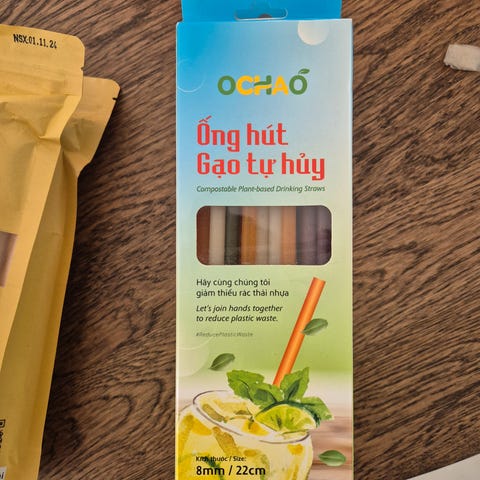 NSX:01.11.24
OCHAO
Ống hút
Gạo tự hủy
Compostable Plant-based Drinking Straws
Hãy cùng chúng tôi
giảm thiểu rác thải nhựa
Let's join hands together
to reduce plastic waste.
#ReducePlasticWaste
Kích thước / Size:
8mm / 22cm